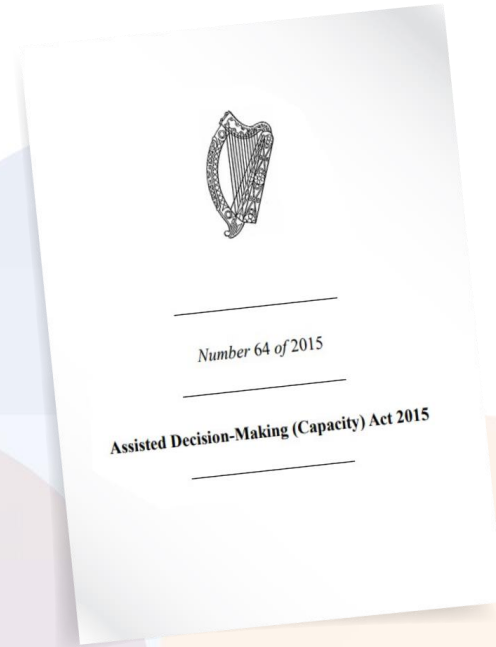 Number 64 of 2015
Assisted Decision-Making (Capacity) Act 2015